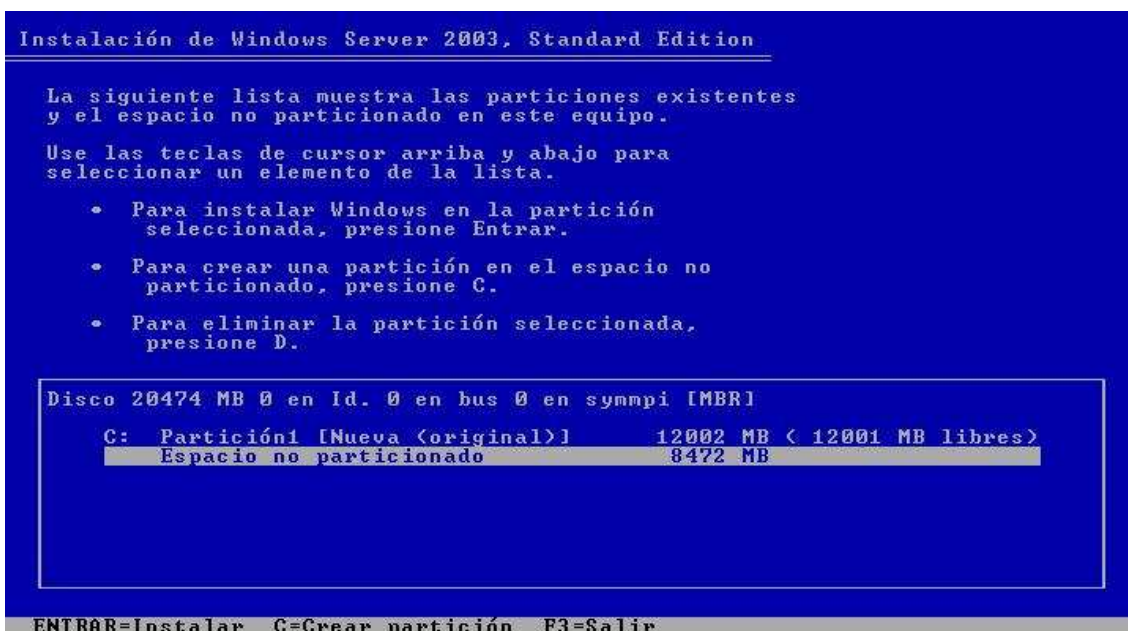 Instalación de Windows Server 2003, Standard Edition
La siguiente lista muestra las particiones existentes
y el espacio no particionado en este equipo.
Use las teclas de cursor arriba y abajo para
seleccionar un elemento de la lista.
• Para instalar Windows en la partición
seleccionada, presione Entrar.
• Para crear una partición en el espacio no
particionado, presione C.
• Para eliminar la partición seleccionada,
presione D.
Disco 20474 MB 0 en Id. 0 en bus 0 en symmpi [MBR]
C: Partición1 [Nueva (original)] 12002 MB ( 12001 MB libres)
Espacio no particionado 8472 MB
ENTRAR=Instalar C=Crear partición F3=Salir